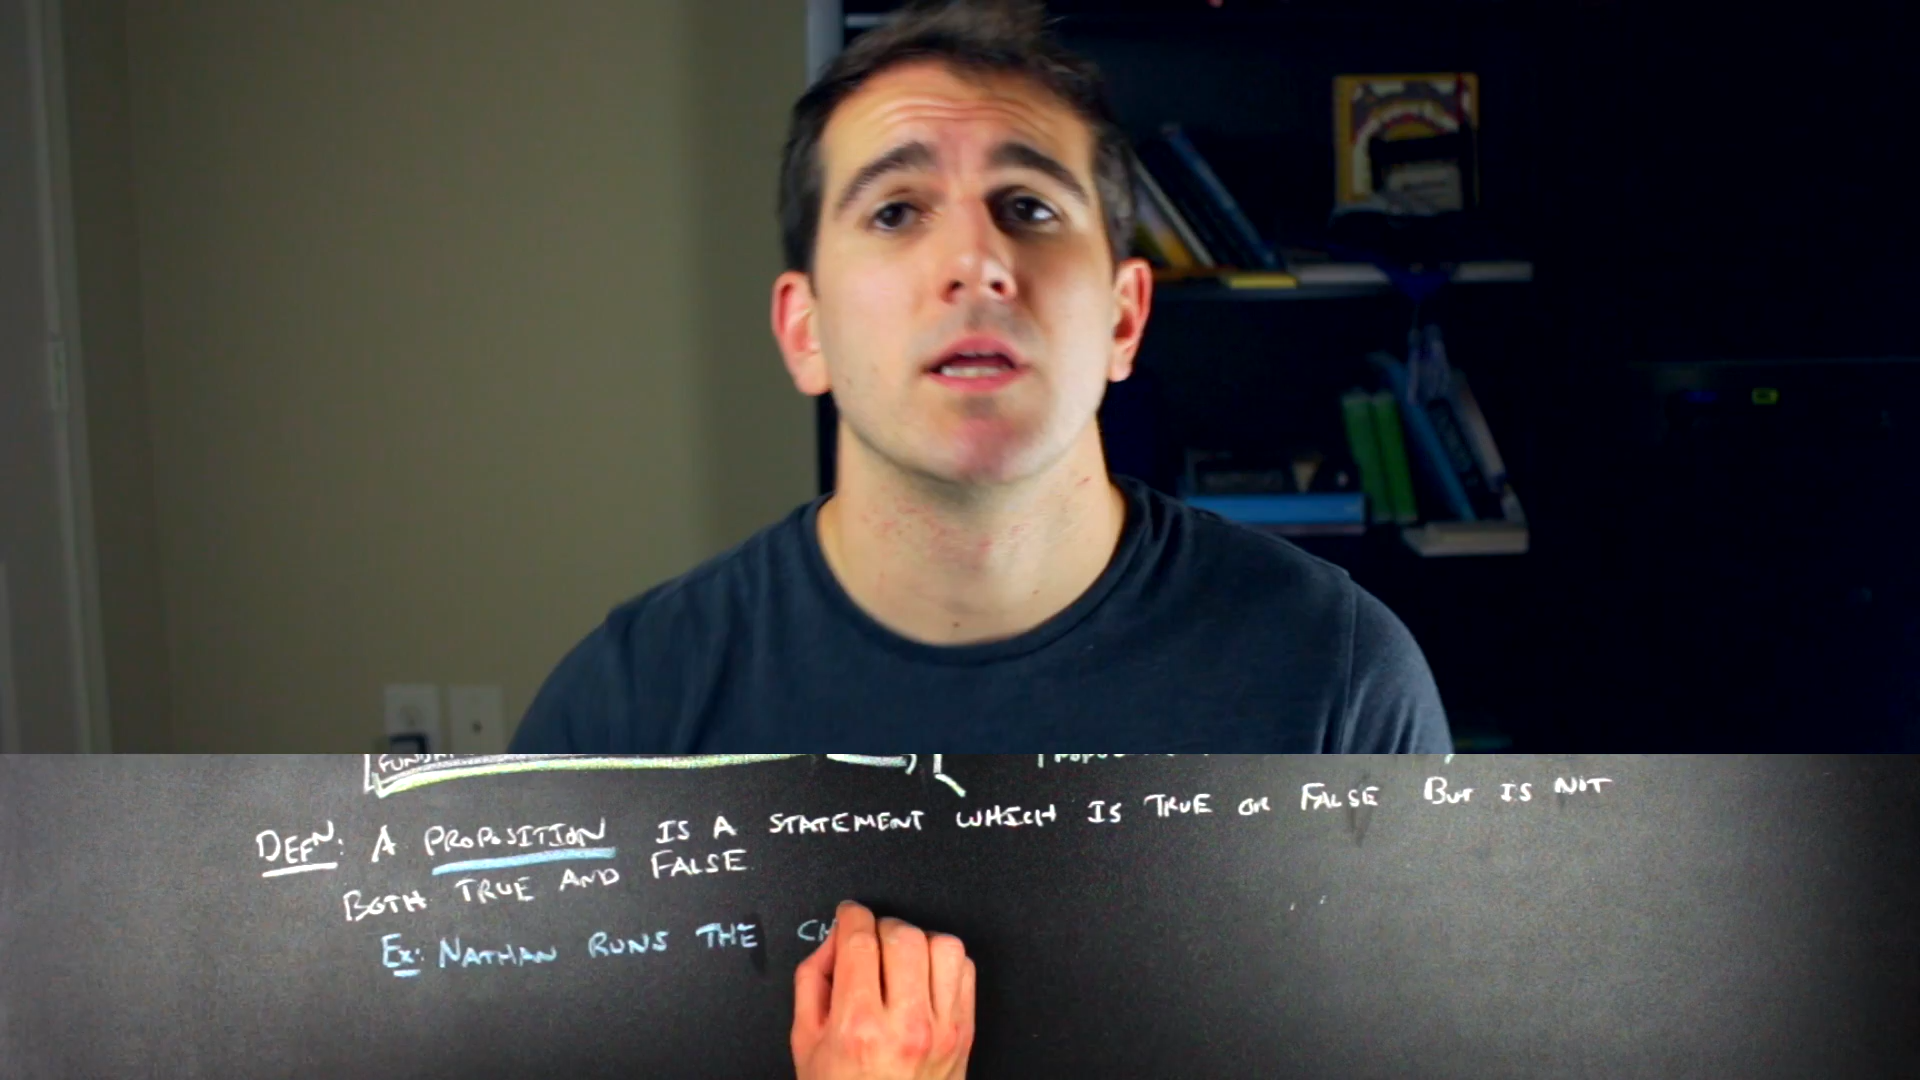 DEFN: A PROPOSITION IS A STATEMENT WHICH IS TRUE OR FALSE BUT IS NOT
BOTH TRUE AND FALSE.
EX: NATHAN RUNS THE CH